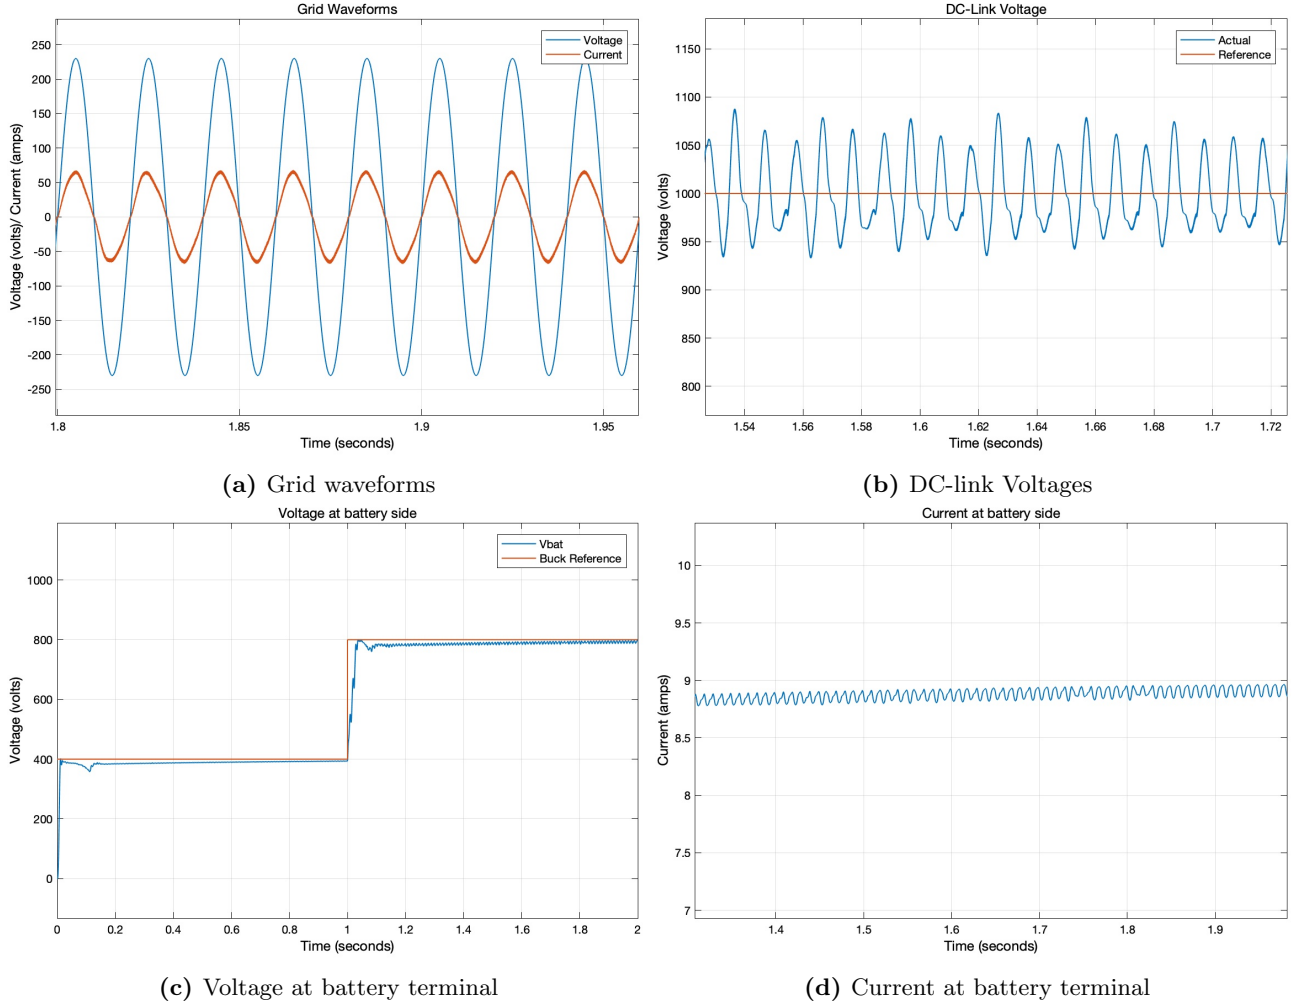 Grid Waveforms
Voltage
Current
250
200
150
100
50
0
-50
-100
-150
-200
-250
Voltage (volts)/ Current (amps)
1.8 1.85 1.9 1.95
Time (seconds)
(a) Grid waveforms
DC-Link Voltage
Actual
Reference
1150
1100
1050
1000
950
900
850
800
Voltage (volts)
1.54 1.56 1.58 1.6 1.62 1.64 1.66 1.68 1.7 1.72
Time (seconds)
(b) DC-link Voltages
Voltage at battery side
Vbat
Buck Reference
1000
800
600
400
200
0
Voltage (volts)
0 0.2 0.4 0.6 0.8 1 1.2 1.4 1.6 1.8 2
Time (seconds)
(c) Voltage at battery terminal
Current at battery side
10
9.5
9
8.5
8
7.5
7
Current (amps)
1.4 1.5 1.6 1.7 1.8 1.9
Time (seconds)
(d) Current at battery terminal